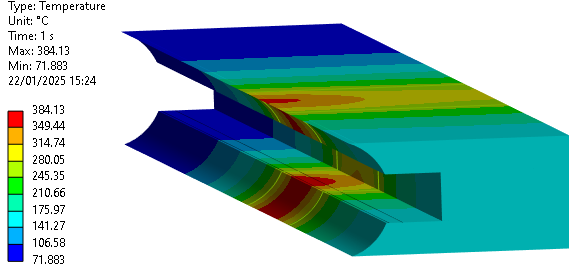 Type: Temperature
Unit: °C
Time: 1 s
Max: 384.13
Min: 71.883
22/01/2025 15:24
384.13
349.44
314.74
280.05
245.35
210.66
175.97
141.27
106.58
71.883